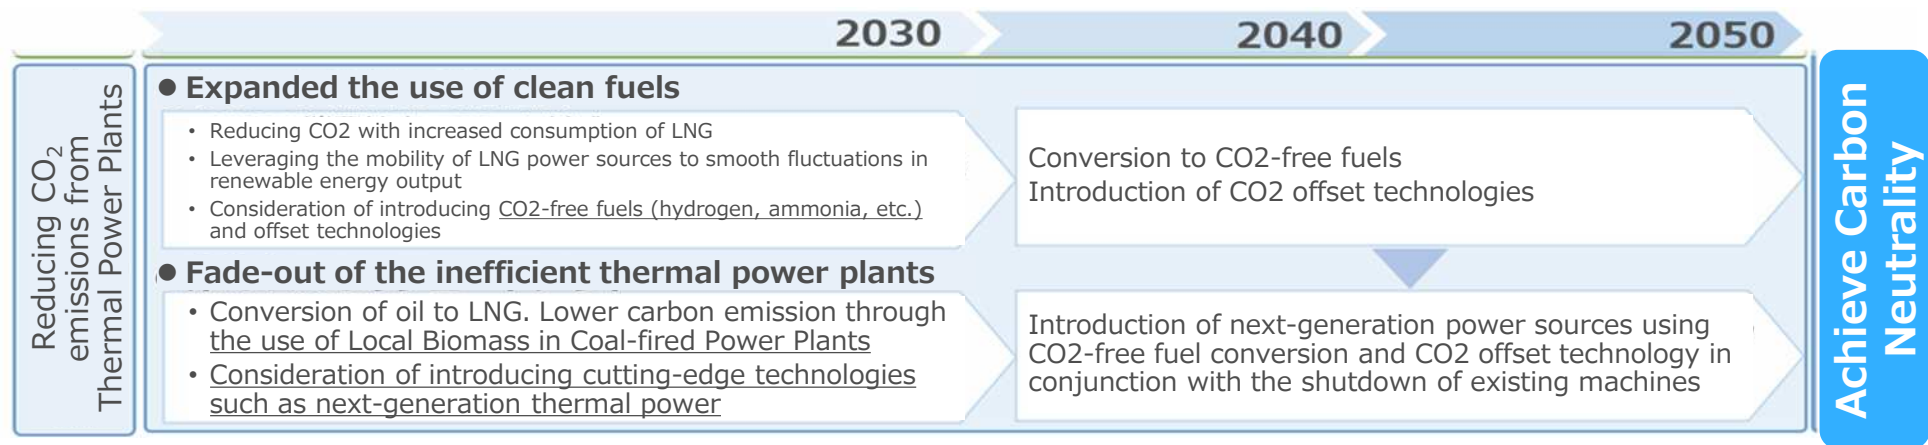 2030
2040
2050
Reducing CO2
emissions from
Thermal Power Plants
● Expanded the use of clean fuels
• Reducing CO2 with increased consumption of LNG
• Leveraging the mobility of LNG power sources to smooth fluctuations in
renewable energy output
• Consideration of introducing CO2-free fuels (hydrogen, ammonia, etc.)
and offset technologies
Conversion to CO2-free fuels
Introduction of CO2 offset technologies
● Fade-out of the inefficient thermal power plants
• Conversion of oil to LNG. Lower carbon emission through
the use of Local Biomass in Coal-fired Power Plants
• Consideration of introducing cutting-edge technologies
such as next-generation thermal power
Introduction of next-generation power sources using
CO2-free fuel conversion and CO2 offset technology in
conjunction with the shutdown of existing machines
Achieve Carbon
Neutrality